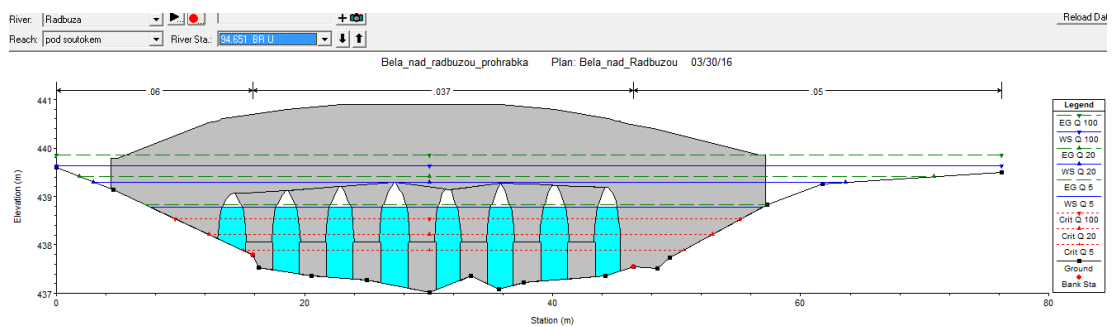 River: Radbuza
Reload Dat
Reach: pod soutokem River Sta.: 94.651 BR U
Bela_nad_radbuzou_prohrabka Plan: Bela_nad_Radbuzou 03/30/16
.06 .037 .05
Legend
EG Q 100
WS Q 100
EG Q 20
WS Q 20
EG Q 5
WS Q 5
Crit Q 100
Crit Q 20
Crit Q 5
Ground
Bank Sta
Elevation (m)
441
440
439
438
437
0 20 40 60 80
Station (m)